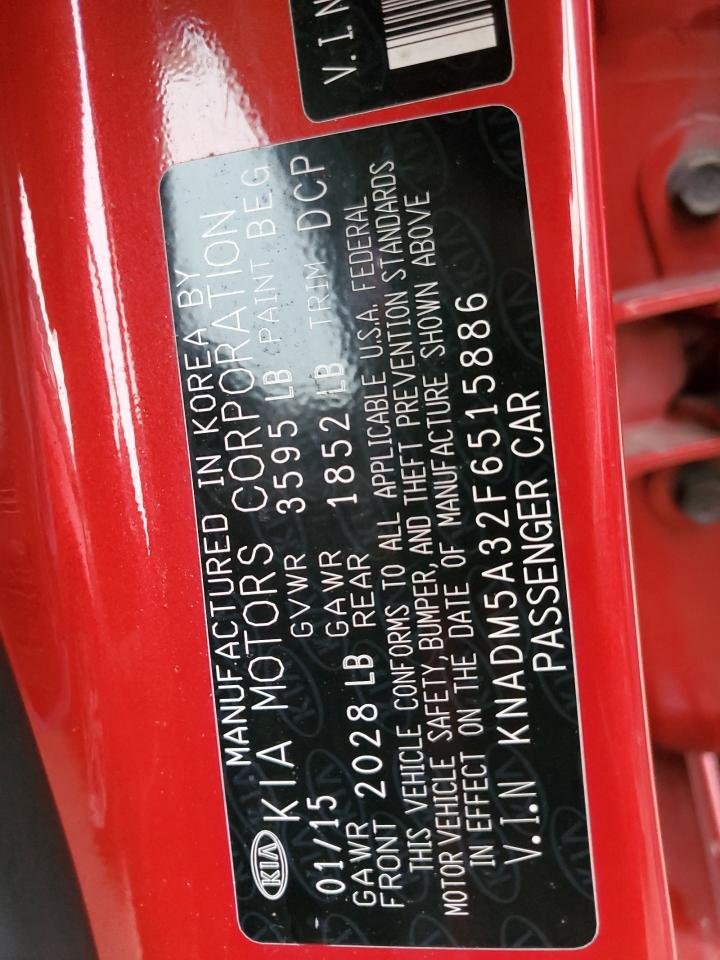 V.I.N
MANUFACTURED IN KOREA BY
KIA KIA MOTORS CORPORATION
01/15 GVWR 3595 LB PAINT BEG
GAWR FRONT 2028 LB GAWR REAR 1852 LB TRIM DCP
THIS VEHICLE CONFORMS TO ALL APPLICABLE U.S.A. FEDERAL
MOTOR VEHICLE SAFETY, BUMPER, AND THEFT PREVENTION STANDARDS
IN EFFECT ON THE DATE OF MANUFACTURE SHOWN ABOVE
V.I.N KNADM5A32F6515886
PASSENGER CAR